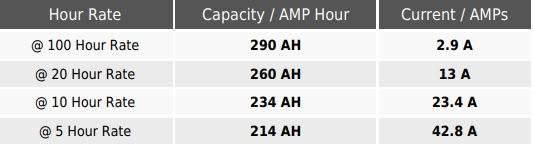 Hour Rate Capacity / AMP Hour Current / AMPs
@ 100 Hour Rate 290 AH 2.9 A
@ 20 Hour Rate 260 AH 13 A
@ 10 Hour Rate 234 AH 23.4 A
@ 5 Hour Rate 214 AH 42.8 A